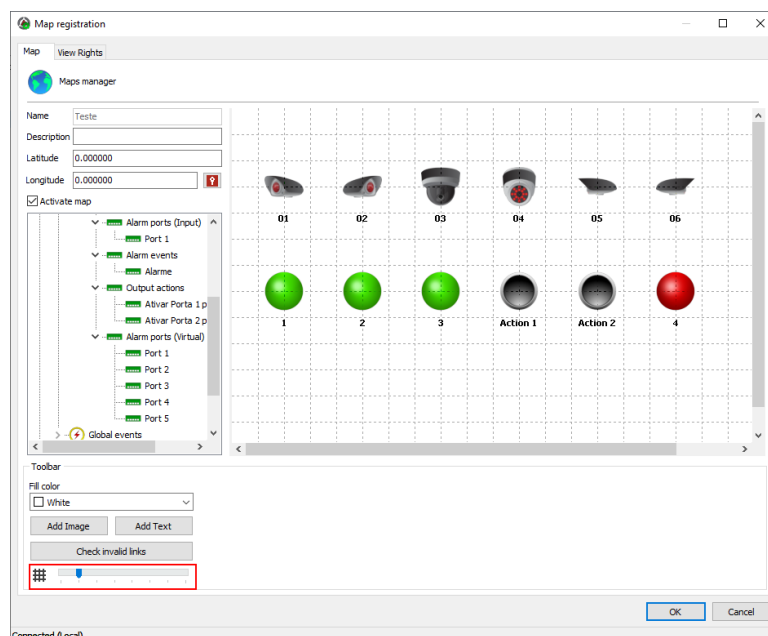 Map registration
Map View Rights
Maps manager
Name Teste
Description
Latitude 0.000000
Longitude 0.000000
Activate map
Alarm ports (Input)
Port 1
Alarm events
Alarme
Output actions
Ativar Porta 1 p
Ativar Porta 2 p
Alarm ports (Virtual)
Port 1
Port 2
Port 3
Port 4
Port 5
Global events
01 02 03 04 05 06
1 2 3 Action 1 Action 2 4
Toolbar
Fill color
White
Add Image Add Text
Check invalid links
OK Cancel
Connected (Local)